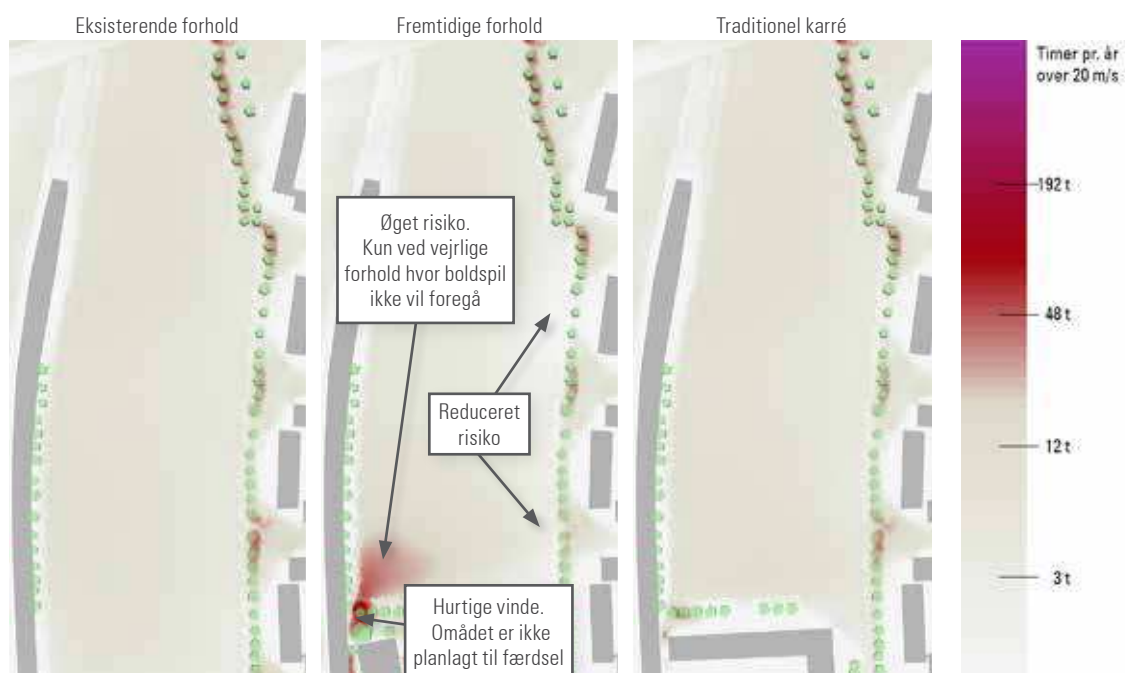 Eksisterende forhold
Fremtidige forhold
Traditionel karré
Timer pr. år
over 20 m/s
192 t
48 t
12 t
3 t
Øget risiko.
Kun ved vejrlige
forhold hvor boldspil
ikke vil foregå
Reduceret
risiko
Hurtige vinde.
Omådet er ikke
planlagt til færdsel